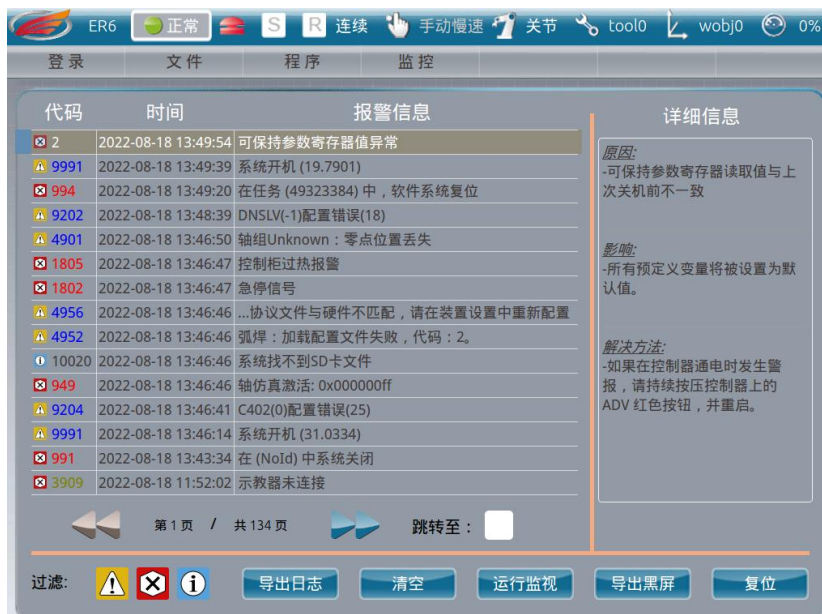 ER6 正常 S R 连续 手动慢速 关节 tool0 wobj0 0%
登录 文件 程序 监控
代码 时间 报警信息
2 2022-08-18 13:49:54 可保持参数寄存器值异常
9991 2022-08-18 13:49:39 系统开机 (19.7901)
994 2022-08-18 13:49:20 在任务 (49323384) 中，软件系统复位
9202 2022-08-18 13:48:39 DNSLV(-1)配置错误(18)
4901 2022-08-18 13:46:50 轴组Unknown：零点位置丢失
1805 2022-08-18 13:46:47 控制柜过热报警
1802 2022-08-18 13:46:47 急停信号
4956 2022-08-18 13:46:46 ...协议文件与硬件不匹配，请在装置设置中重新配置
4952 2022-08-18 13:46:46 弧焊：加载配置文件失败，代码：2。
10020 2022-08-18 13:46:46 系统找不到SD卡文件
949 2022-08-18 13:46:46 轴仿真激活: 0x000000ff
9204 2022-08-18 13:46:41 C402(0)配置错误(25)
9991 2022-08-18 13:46:14 系统开机 (31.0334)
991 2022-08-18 13:43:34 在 (NoId) 中系统关闭
3909 2022-08-18 11:52:02 示教器未连接
第1页 / 共134页 跳转至：
详细信息
原因:
-可保持参数寄存器读取值与上
次关机前不一致
影响:
-所有预定义变量将被设置为默
认值。
解决方法:
-如果在控制器通电时发生警
报，请持续按压控制器上的
ADV 红色按钮，并重启。
过滤: 导出日志 清空 运行监视 导出黑屏 复位